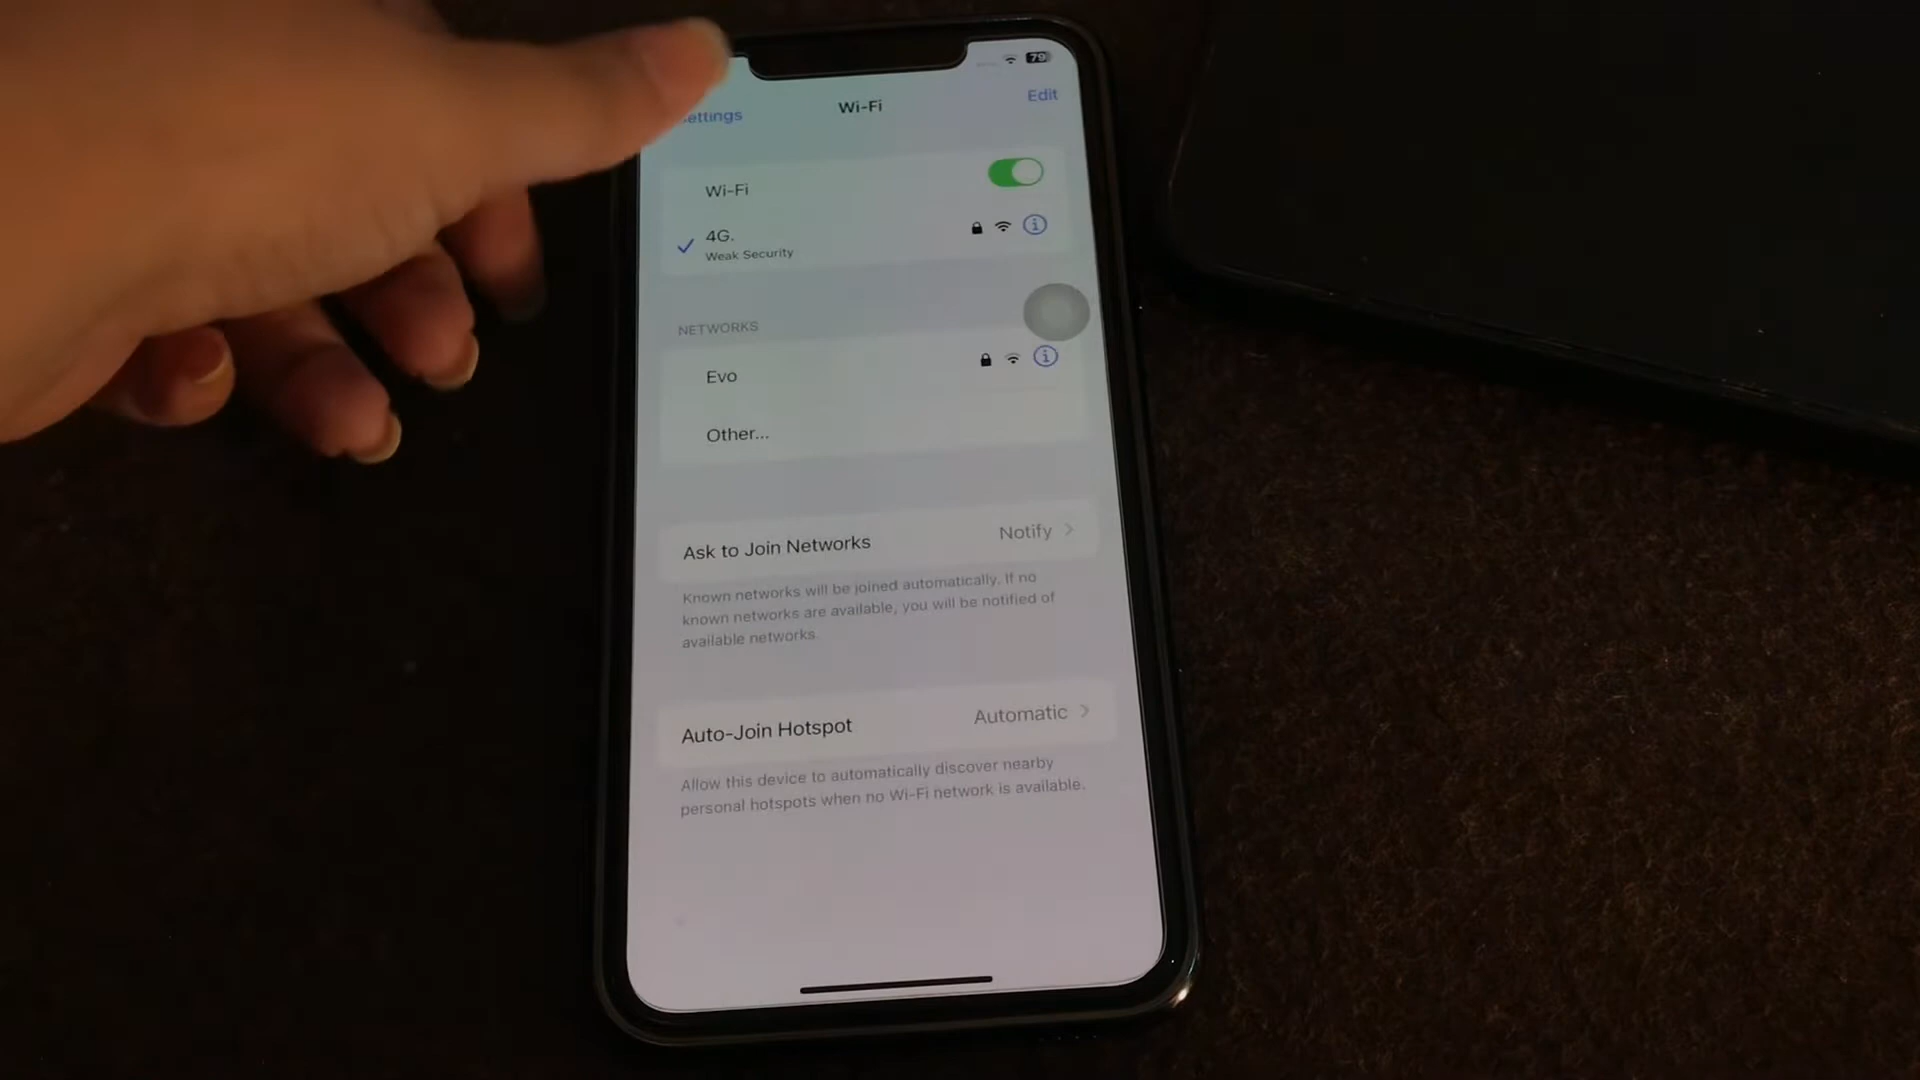 79
ettings
Wi-Fi
Edit
Wi-Fi
4G.
Weak Security
NETWORKS
Evo
Other...
Ask to Join Networks
Notify
Known networks will be joined automatically. If no
known networks are available, you will be notified of
available networks.
Auto-Join Hotspot
Automatic
Allow this device to automatically discover nearby
personal hotspots when no Wi-Fi network is available.